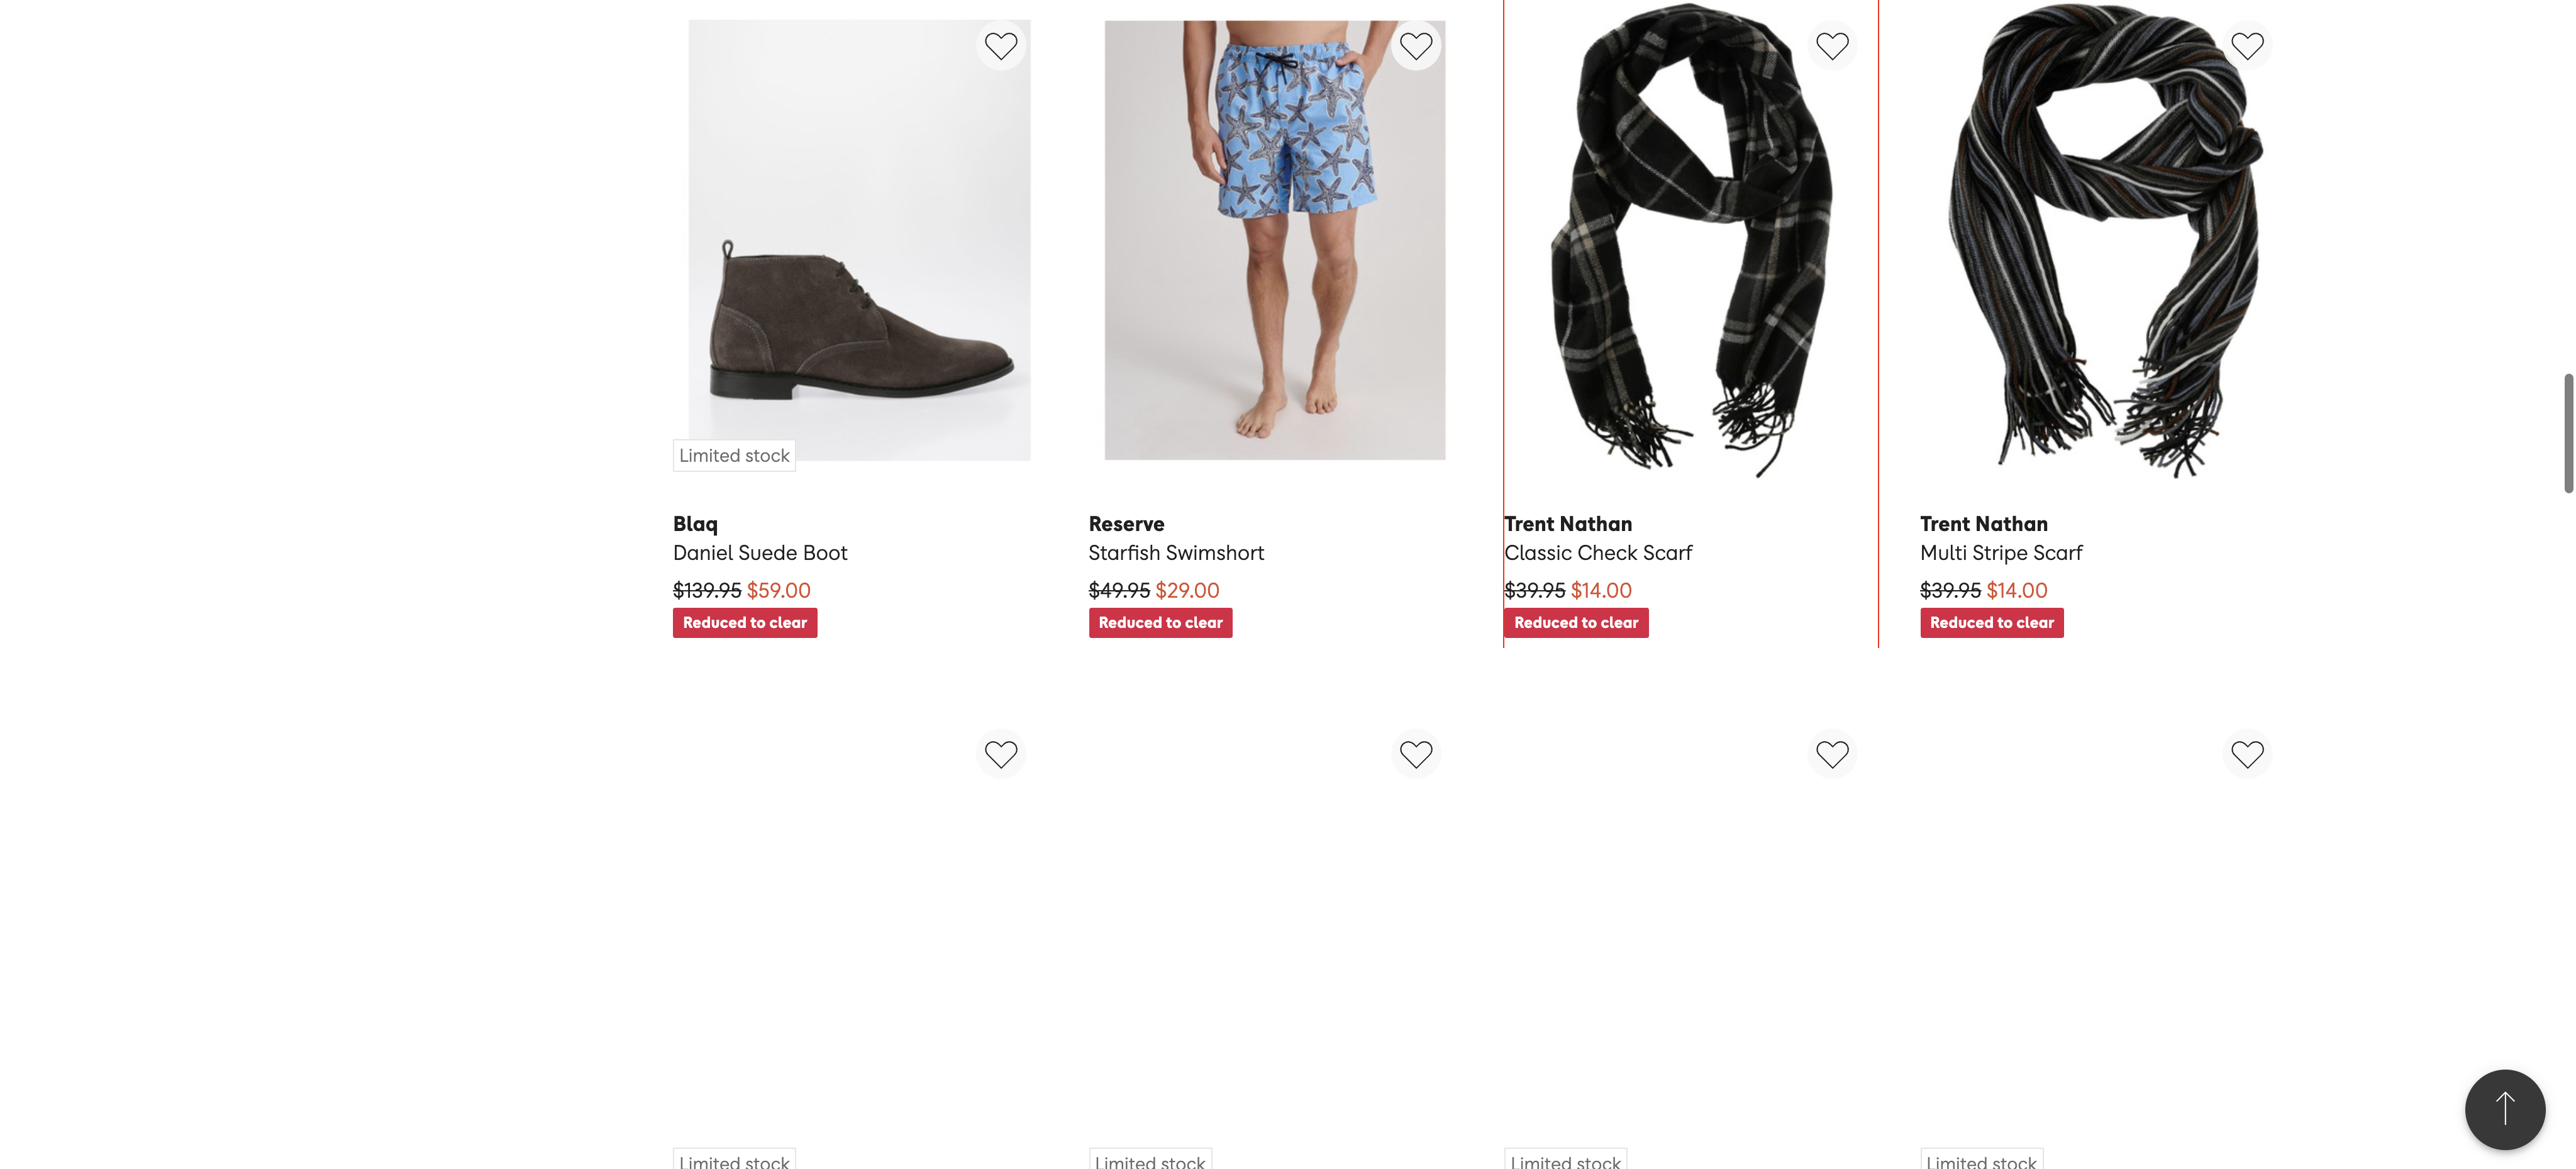 Limited stock
Blaq
Daniel Suede Boot
$139.95 $59.00
Reduced to clear
Reserve
Starfish Swimshort
$49.95 $29.00
Reduced to clear
Trent Nathan
Classic Check Scarf
$39.95 $14.00
Reduced to clear
Trent Nathan
Multi Stripe Scarf
$39.95 $14.00
Reduced to clear
Limited stock
Limited stock
Limited stock
Limited stock